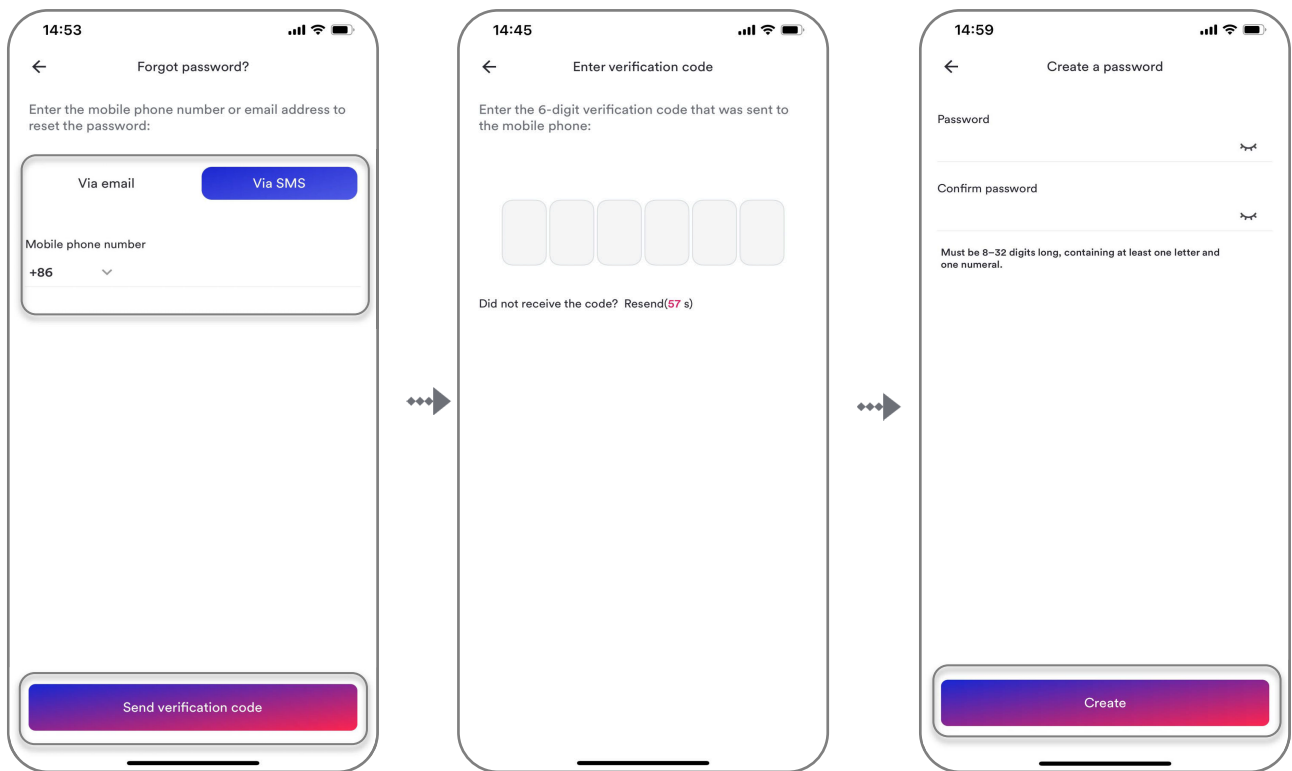 14:53
Forgot password?
Enter the mobile phone number or email address to
reset the password:
Via email
Via SMS
Mobile phone number
+86
Send verification code
14:45
Enter verification code
Enter the 6-digit verification code that was sent to
the mobile phone:
Did not receive the code? Resend(57 s)
14:59
Create a password
Password
Confirm password
Must be 8–32 digits long, containing at least one letter and
one numeral.
Create